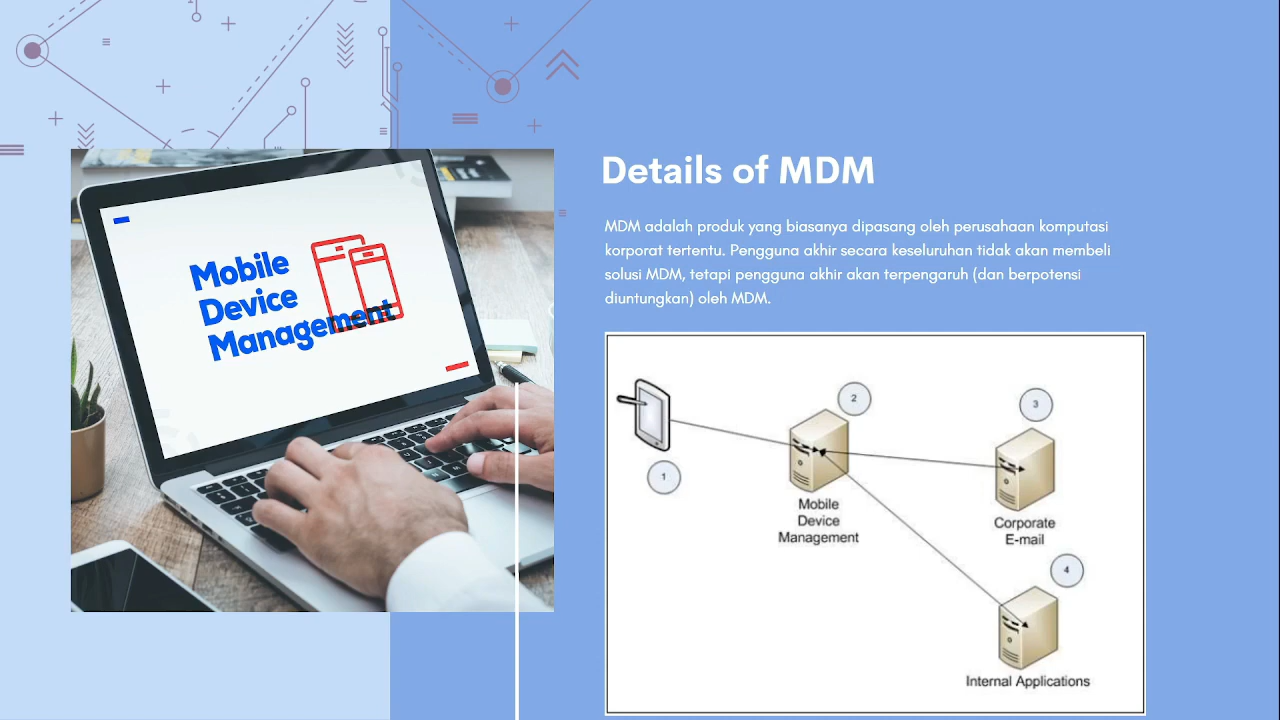 Mobile
Device
Management
Details of MDM
MDM adalah produk yang biasanya dipasang oleh perusahaan komputasi
korporat tertentu. Pengguna akhir secara keseluruhan tidak akan membeli
solusi MDM, tetapi pengguna akhir akan terpengaruh (dan berpotensi
diuntungkan) oleh MDM.
1
2
Mobile
Device
Management
3
Corporate
E-mail
4
Internal Applications